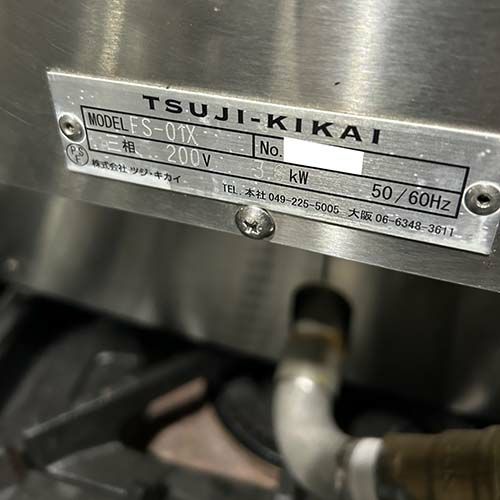 TSUJI-KIKAI
MODEL FS-01X No.
相 200V kW 50/60Hz
株式会社 ツジ・キカイ TEL. 本社 049-225-5005 大阪 06-6348-3611